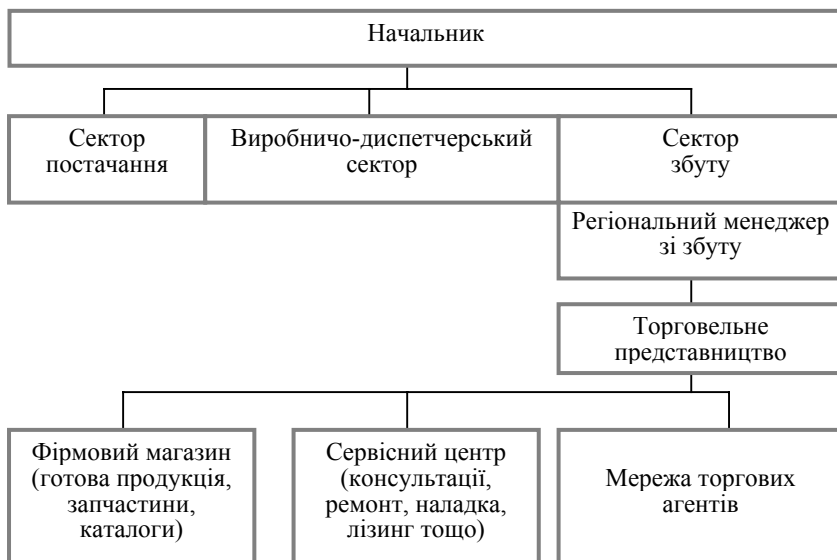 Начальник
Сектор
постачання
Виробничо-диспетчерський
сектор
Сектор
збуту
Регіональний менеджер
зі збуту
Торговельне
представництво
Фірмовий магазин
(готова продукція,
запчастини,
каталоги)
Сервісний центр
(консультації,
ремонт, наладка,
лізинг тощо)
Мережа торгових
агентів